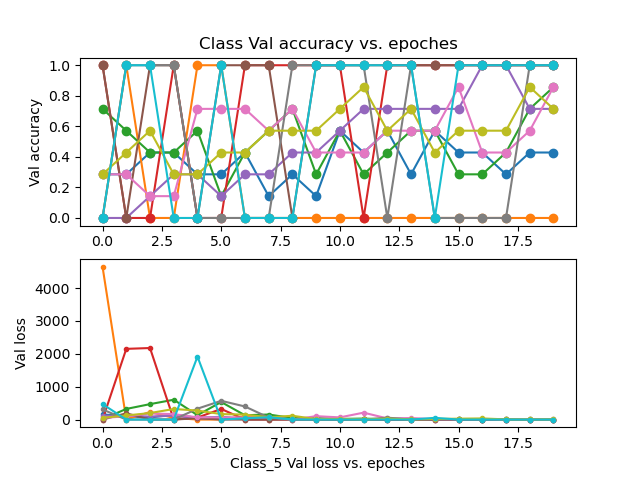 Class Val accuracy vs. epoches
1.0
0.8
0.6
0.4
0.2
0.0
Val accuracy
0.0 2.5 5.0 7.5 10.0 12.5 15.0 17.5
4000
3000
2000
1000
0
Val loss
0.0 2.5 5.0 7.5 10.0 12.5 15.0 17.5
Class_5 Val loss vs. epoches